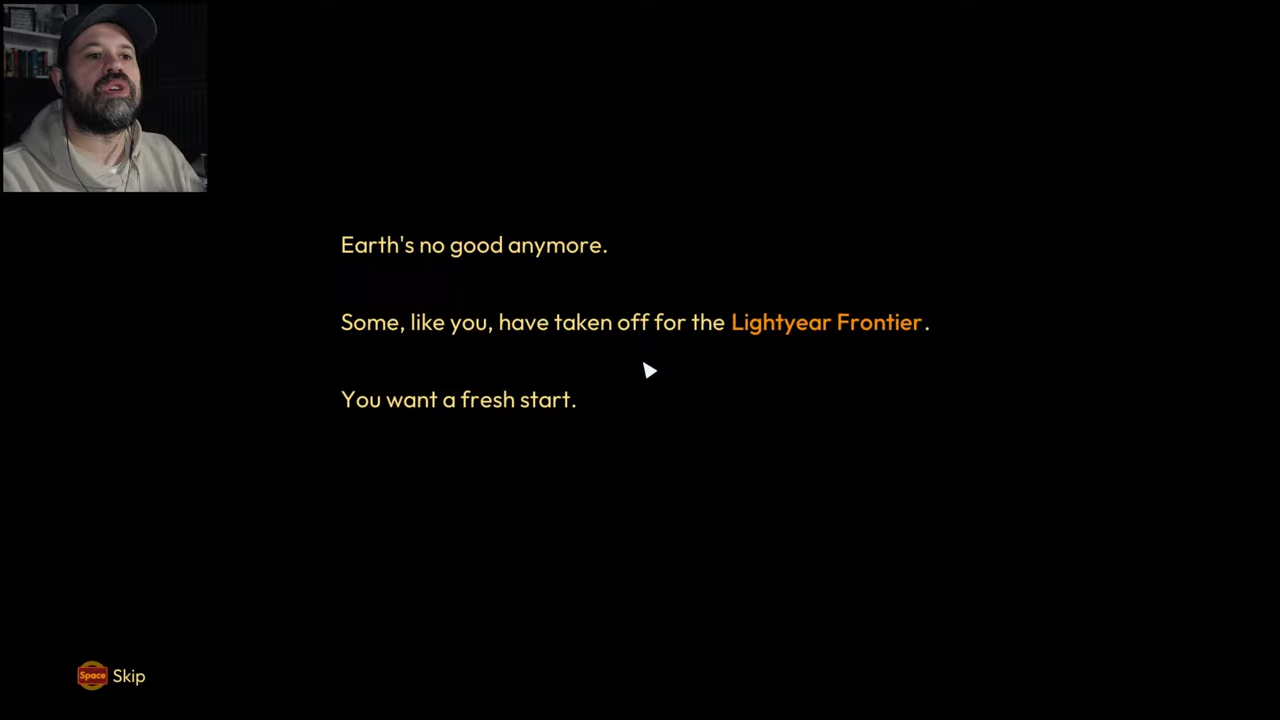 Earth's no good anymore.
Some, like you, have taken off for the Lightyear Frontier.
You want a fresh start.
Space Skip